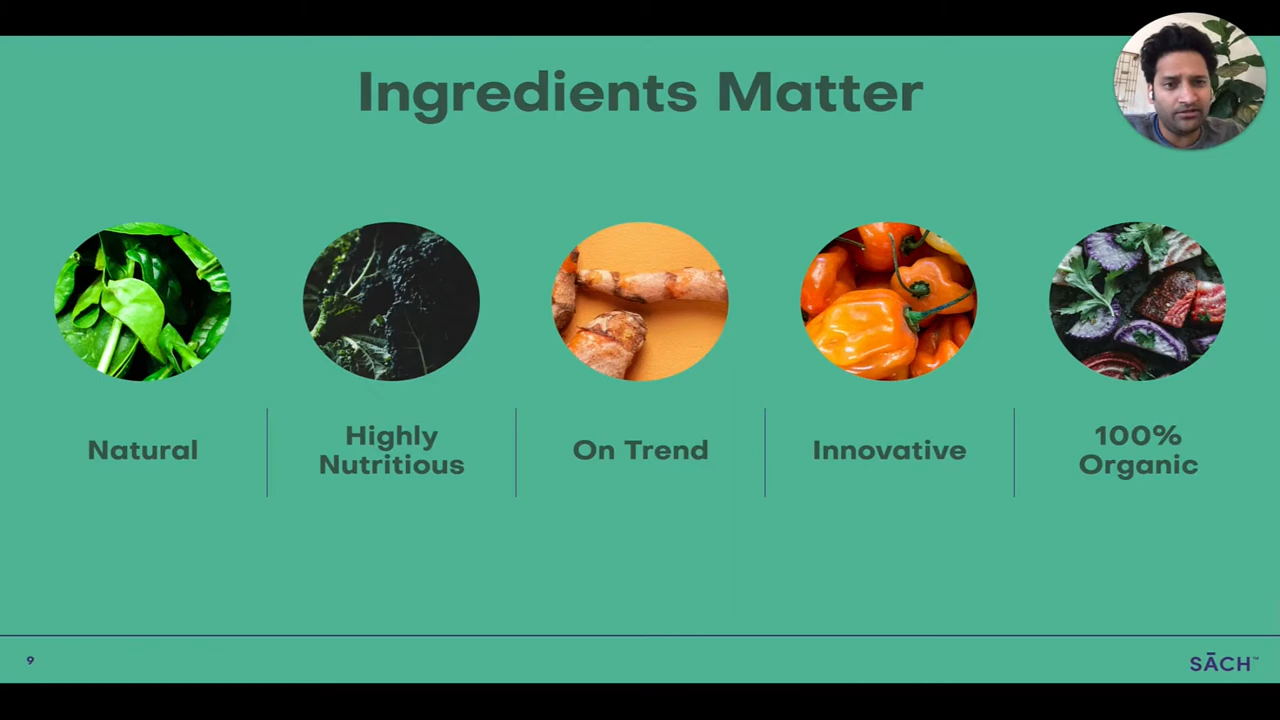 Ingredients Matter
Natural
Highly
Nutritious
On Trend
Innovative
100%
Organic
9
SĀCH™